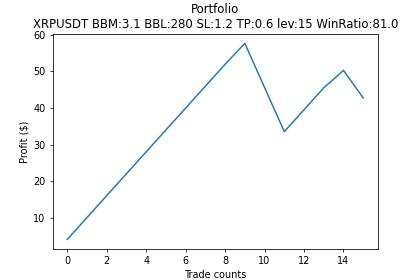 Portfolio
XRPUSDT BBM:3.1 BBL:280 SL:1.2 TP:0.6 lev:15 WinRatio:81.0
60
50
40
30
20
10
Profit ($)
0 2 4 6 8 10 12 14
Trade counts